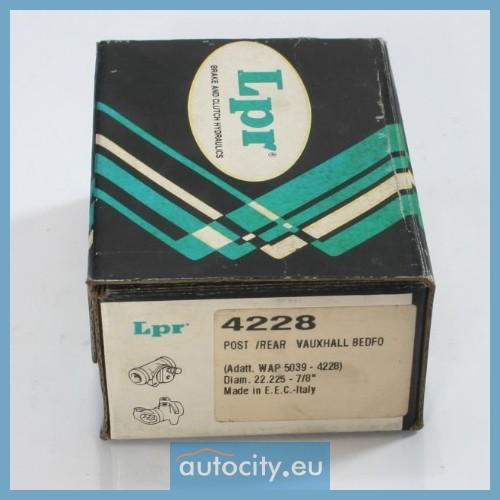 Lpr®
BRAKE AND CLUTCH HYDRAULICS
Lpr®
4228
POST /REAR VAUXHALL BEDFO
(Adatt. WAP 5039 - 4228)
Diam. 22.225 - 7/8"
Made in E.E.C.-Italy
autocity.eu